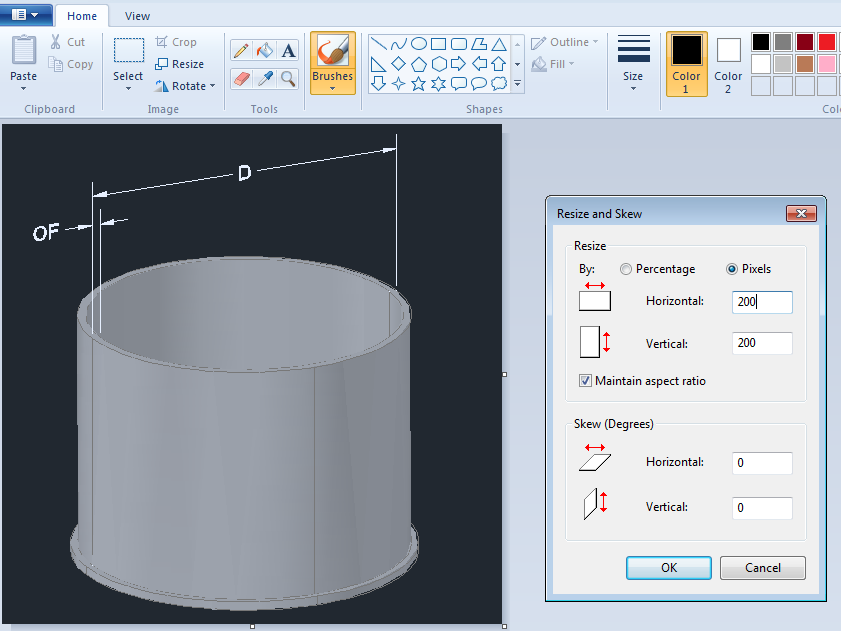 Home View
Paste
Cut
Copy
Clipboard
Select
Crop
Resize
Rotate
Image
A
Tools
Brushes
Shapes
Outline
Fill
Size
Color
1
Color
2
D
OF
Resize and Skew
Resize
By: Percentage Pixels
Horizontal: 200
Vertical: 200
Maintain aspect ratio
Skew (Degrees)
Horizontal: 0
Vertical: 0
OK Cancel